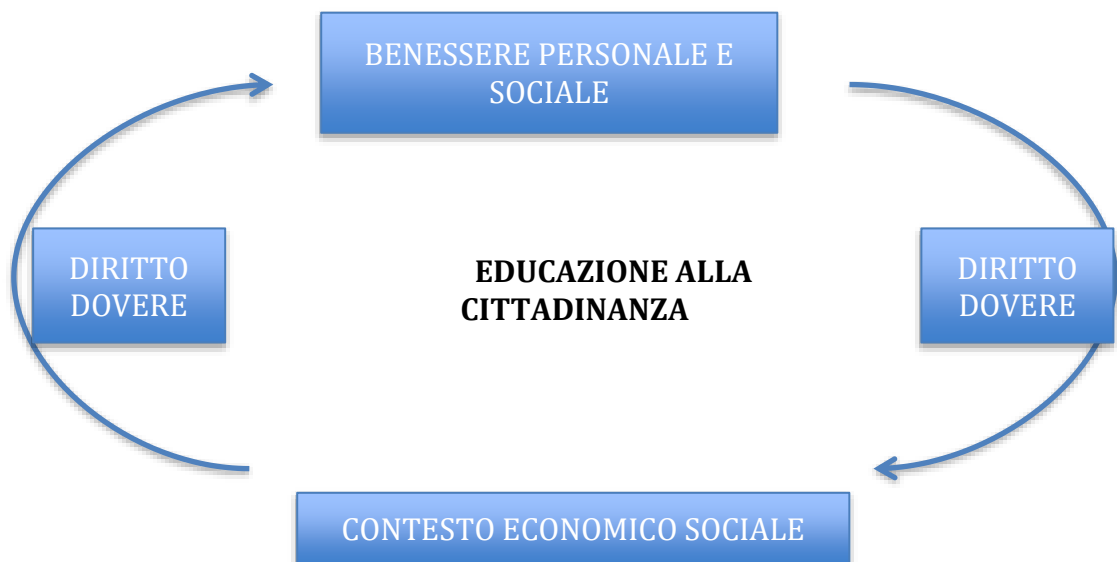 BENESSERE PERSONALE E
SOCIALE
DIRITTO
DOVERE
EDUCAZIONE ALLA
CITTADINANZA
DIRITTO
DOVERE
CONTESTO ECONOMICO SOCIALE